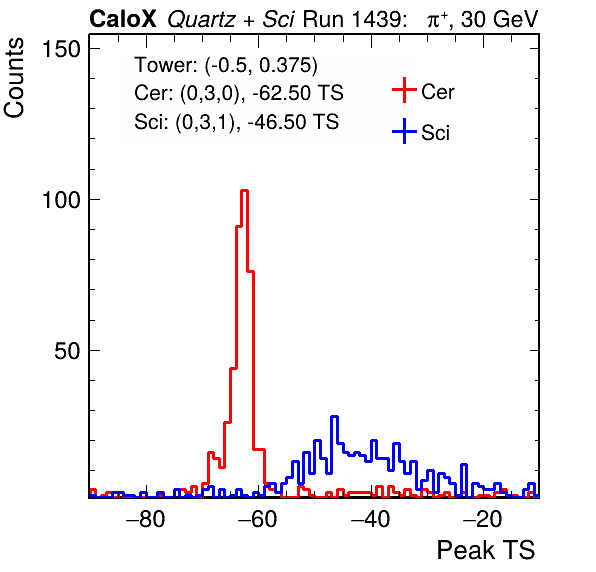 CaloX Quartz + Sci Run 1439: π⁺, 30 GeV
Counts
150
100
50
Tower: (-0.5, 0.375)
Cer: (0,3,0), -62.50 TS
Sci: (0,3,1), -46.50 TS
Cer
Sci
−80 −60 −40 −20
Peak TS